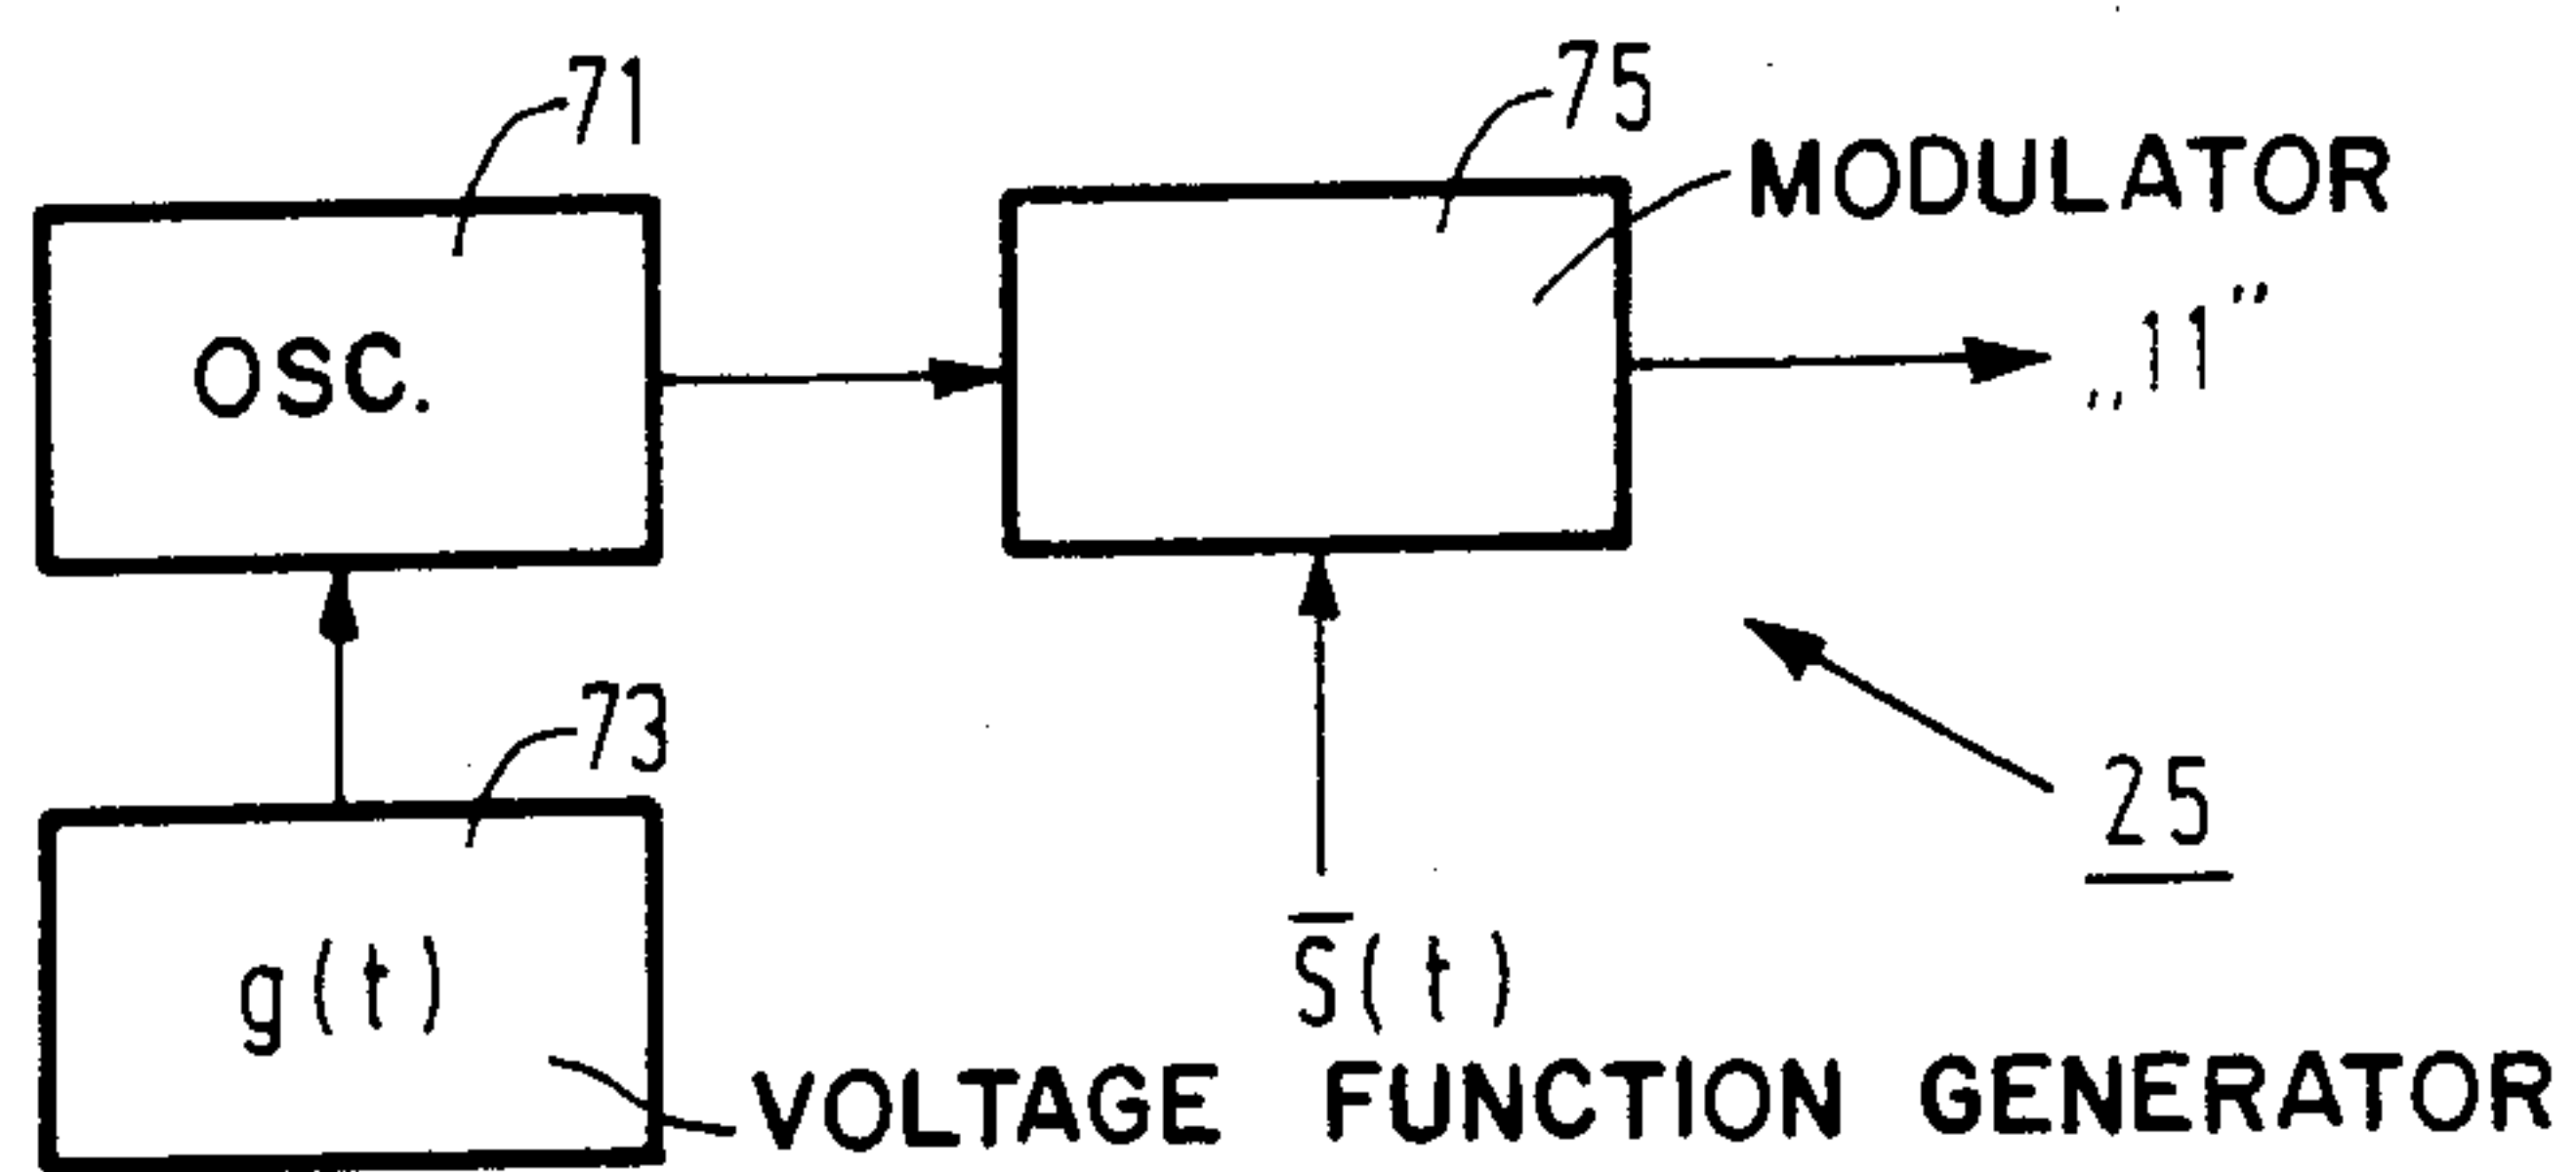 71
75
MODULATOR
OSC.
„11”
73
25
g(t)
S̅(t)
VOLTAGE FUNCTION GENERATOR